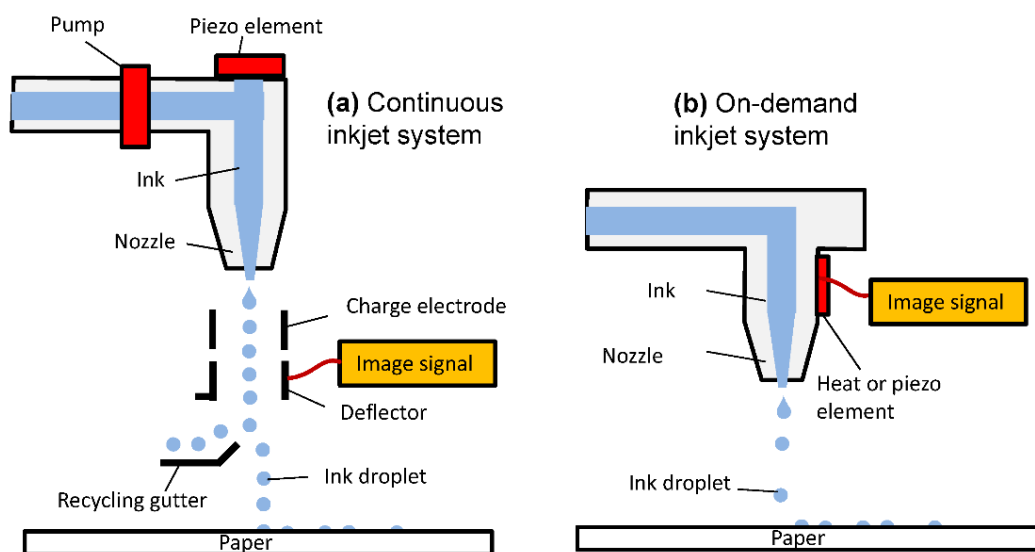 Pump
Piezo element
(a) Continuous
inkjet system
Ink
Nozzle
Charge electrode
Image signal
Deflector
Recycling gutter
Ink droplet
Paper
(b) On-demand
inkjet system
Ink
Image signal
Nozzle
Heat or piezo
element
Ink droplet
Paper